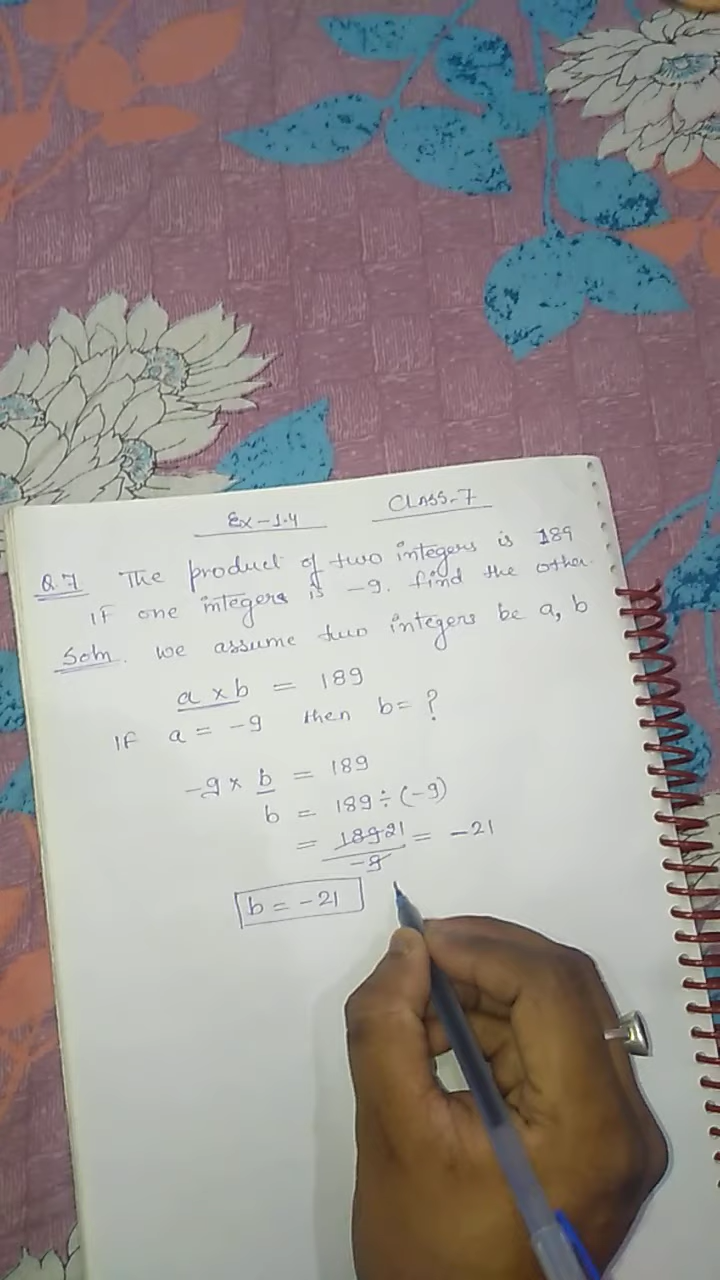 Ex-1.4 CLASS-7
Q.7 The product of two integers is 189
If one integers is -9. find the other.
Soln. we assume two integers be a, b
a × b = 189
If a = -9 then b = ?
-9 × b = 189
b = 189 ÷ (-9)
= 189 21 / -9 = -21
b = -21